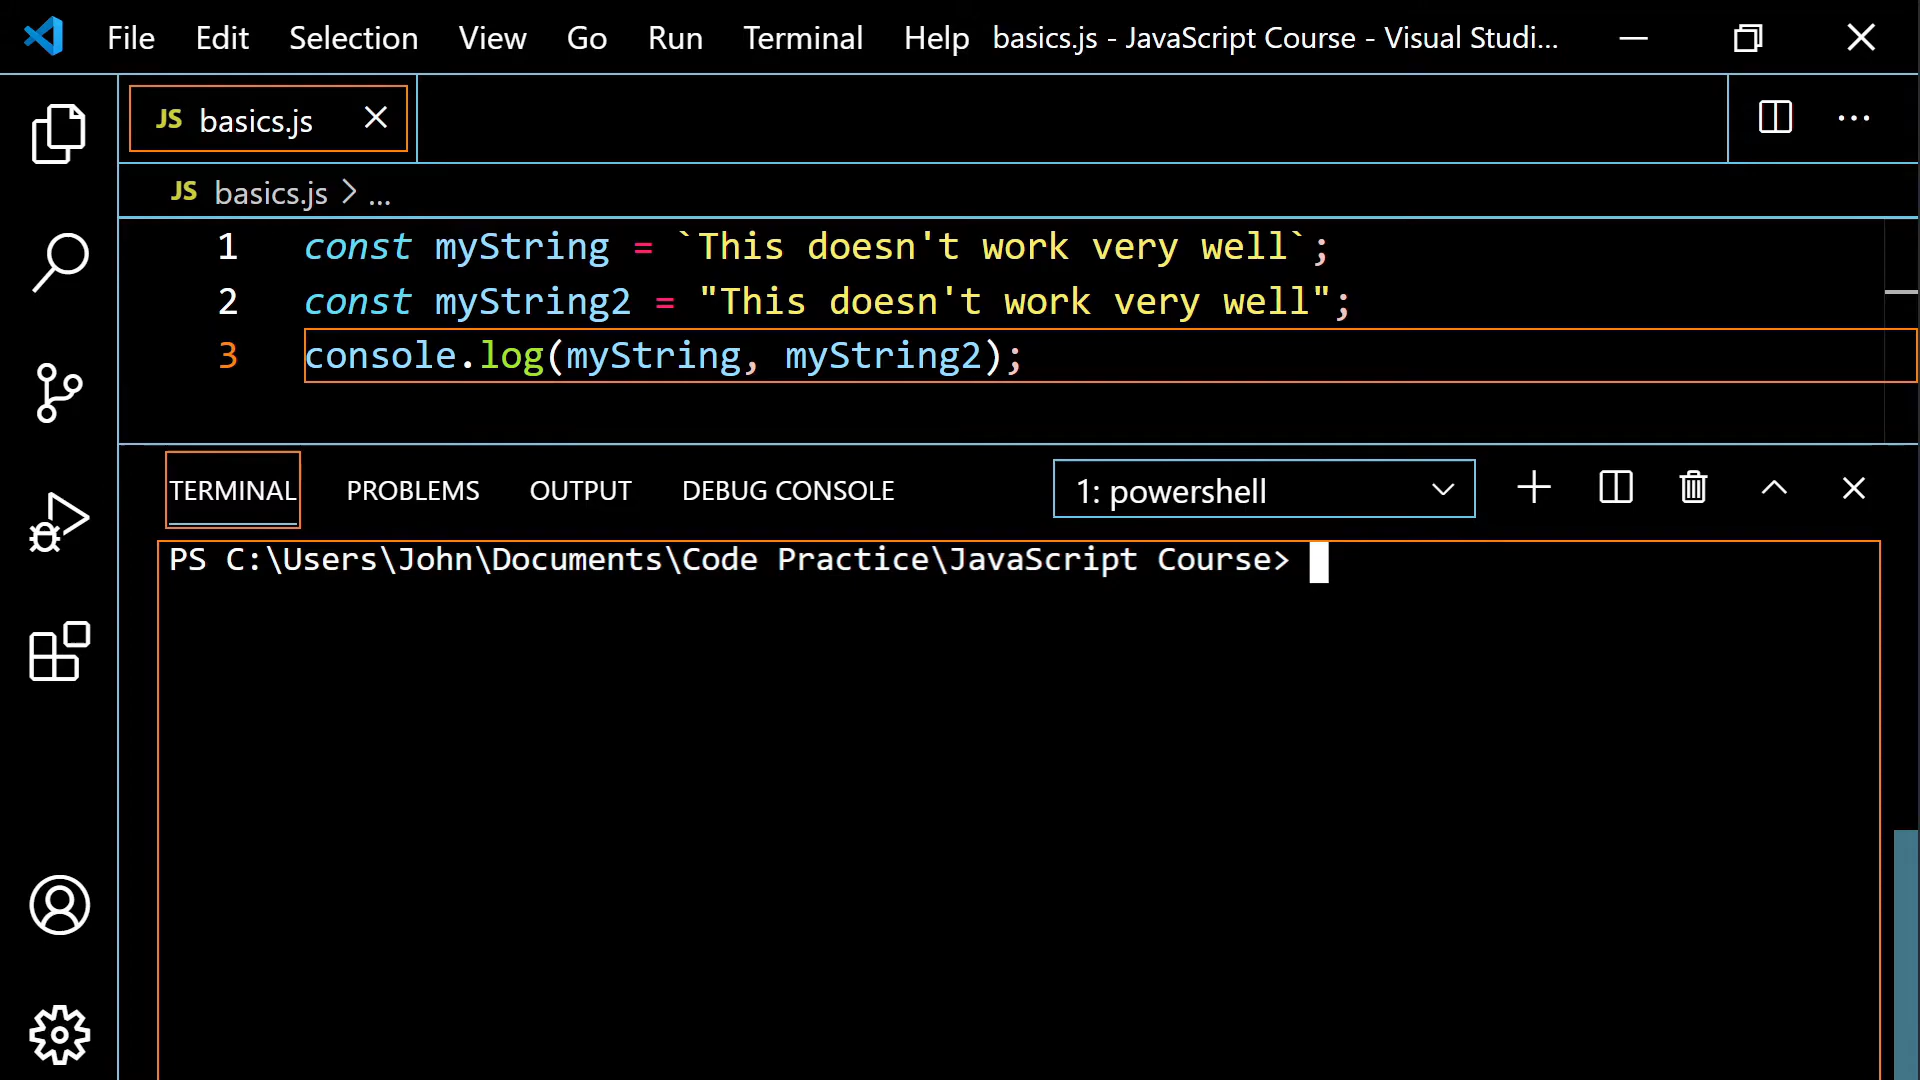 File Edit Selection View Go Run Terminal Help basics.js - JavaScript Course - Visual Studi...
JS basics.js
JS basics.js > ...
1 const myString = `This doesn't work very well`;
2 const myString2 = "This doesn't work very well";
3 console.log(myString, myString2);
TERMINAL PROBLEMS OUTPUT DEBUG CONSOLE 1: powershell
PS C:\Users\John\Documents\Code Practice\JavaScript Course>